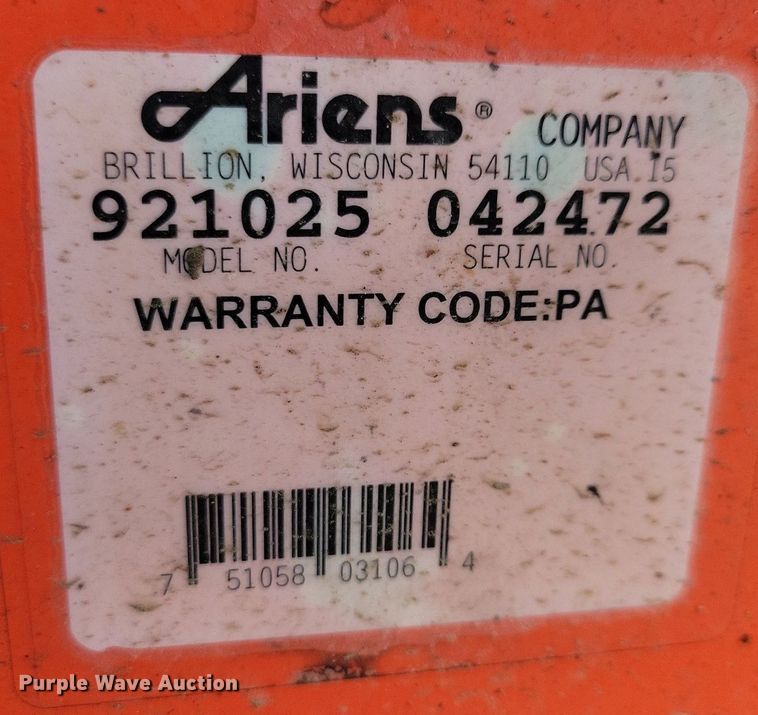 Ariens® COMPANY
BRILLION, WISCONSIN 54110 USA I5
921025 042472
MODEL NO. SERIAL NO.
WARRANTY CODE:PA
7 51058 03106 4
Purple Wave Auction